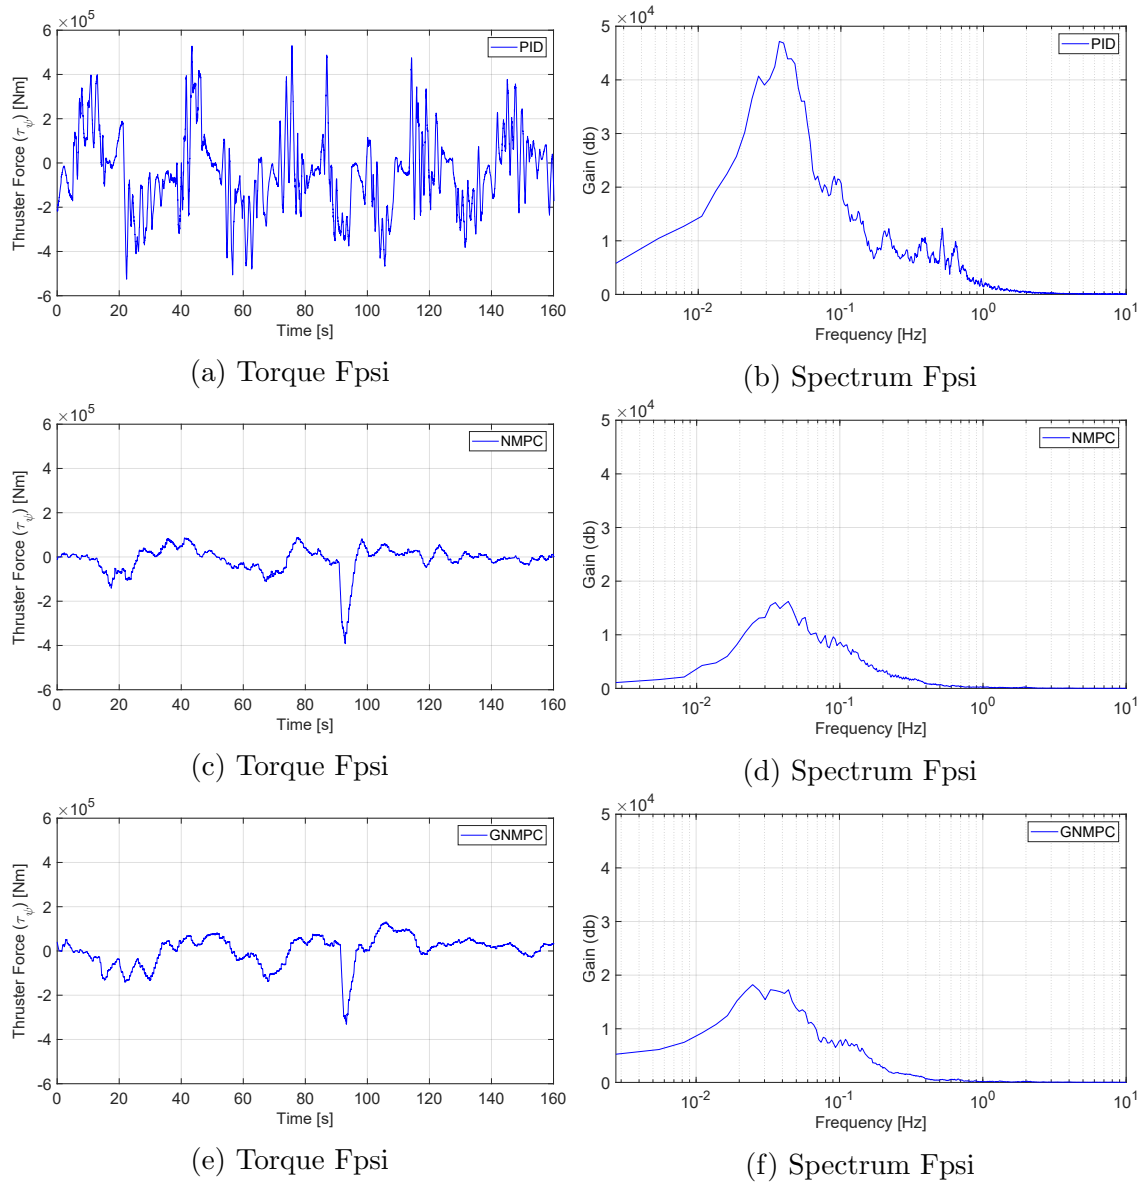 ×10^5
PID
6
4
2
0
-2
-4
-6
Thruster Force (τ_ψ) [Nm]
0 20 40 60 80 100 120 140 160
Time [s]
(a) Torque Fpsi
×10^4
PID
5
4
3
2
1
0
Gain (db)
10^-2 10^-1 10^0 10^1
Frequency [Hz]
(b) Spectrum Fpsi
×10^5
NMPC
6
4
2
0
-2
-4
-6
Thruster Force (τ_ψ) [Nm]
0 20 40 60 80 100 120 140 160
Time [s]
(c) Torque Fpsi
×10^4
NMPC
5
4
3
2
1
0
Gain (db)
10^-2 10^-1 10^0 10^1
Frequency [Hz]
(d) Spectrum Fpsi
×10^5
GNMPC
6
4
2
0
-2
-4
-6
Thruster Force (τ_ψ) [Nm]
0 20 40 60 80 100 120 140 160
Time [s]
(e) Torque Fpsi
×10^4
GNMPC
5
4
3
2
1
0
Gain (db)
10^-2 10^-1 10^0 10^1
Frequency [Hz]
(f) Spectrum Fpsi